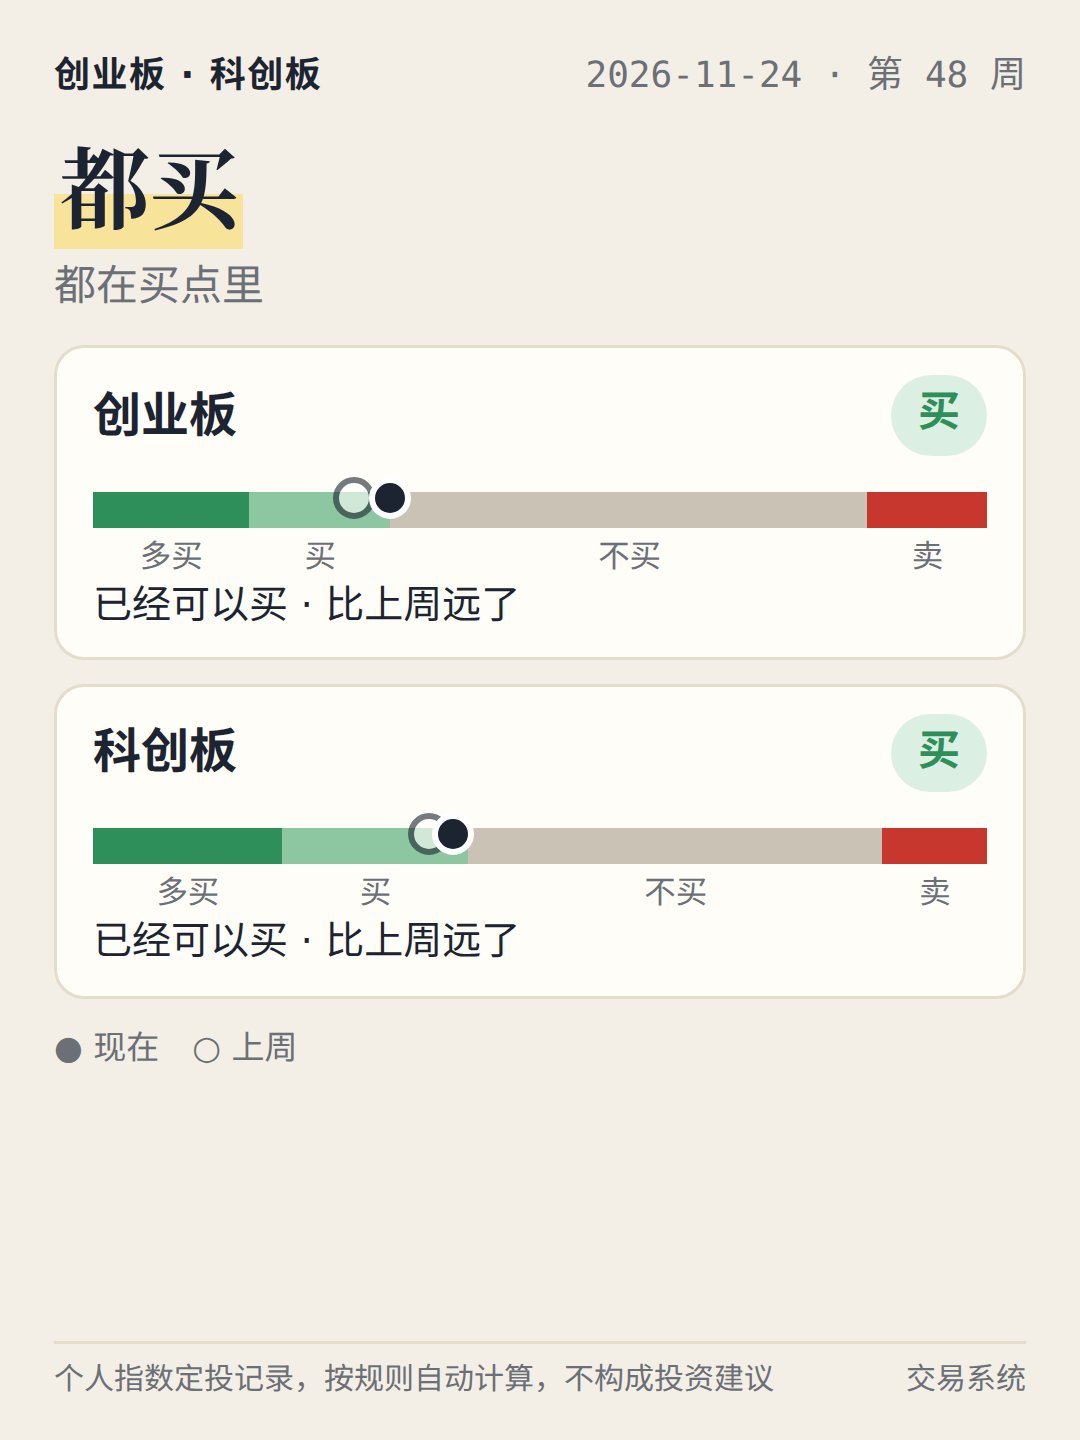 创业板 · 科创板
2026-11-24 · 第 48 周
都买
都在买点里
创业板
买
多买 买 不买 卖
已经可以买 · 比上周远了
科创板
买
多买 买 不买 卖
已经可以买 · 比上周远了
● 现在 ○ 上周
个人指数定投记录，按规则自动计算，不构成投资建议
交易系统